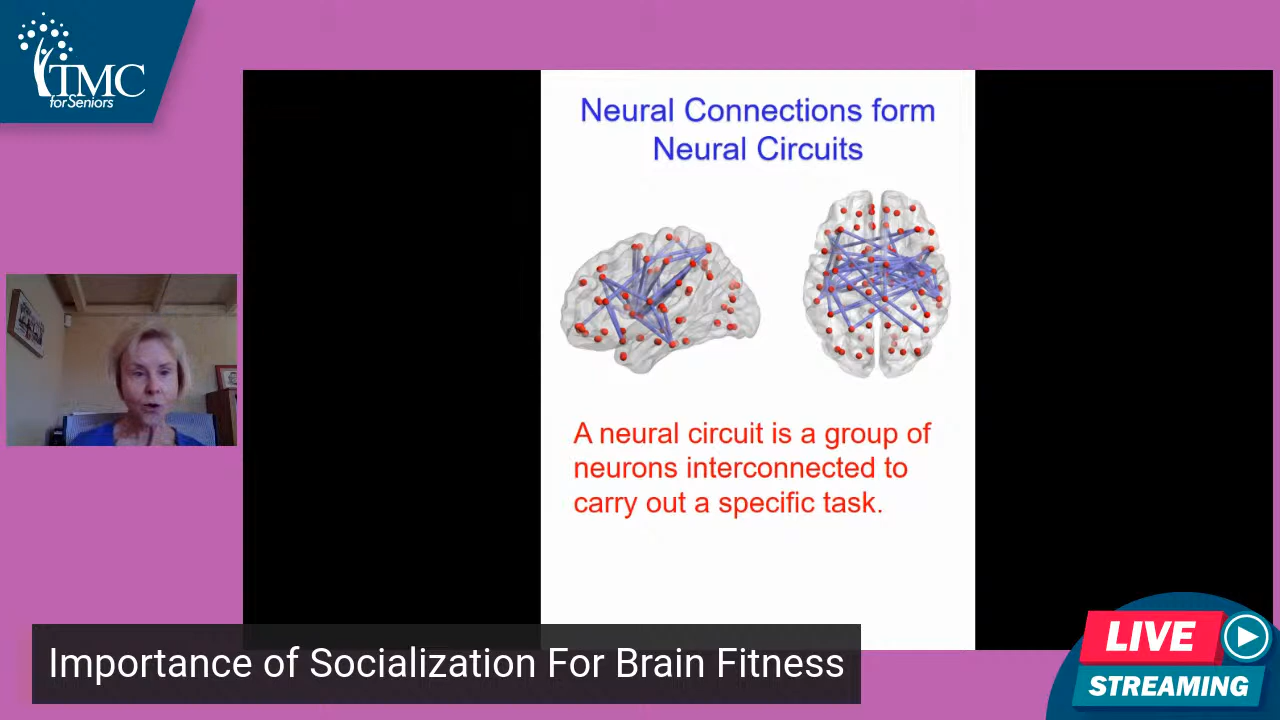 TMC
for Seniors
Neural Connections form
Neural Circuits
A neural circuit is a group of
neurons interconnected to
carry out a specific task.
Importance of Socialization For Brain Fitness
LIVE
STREAMING